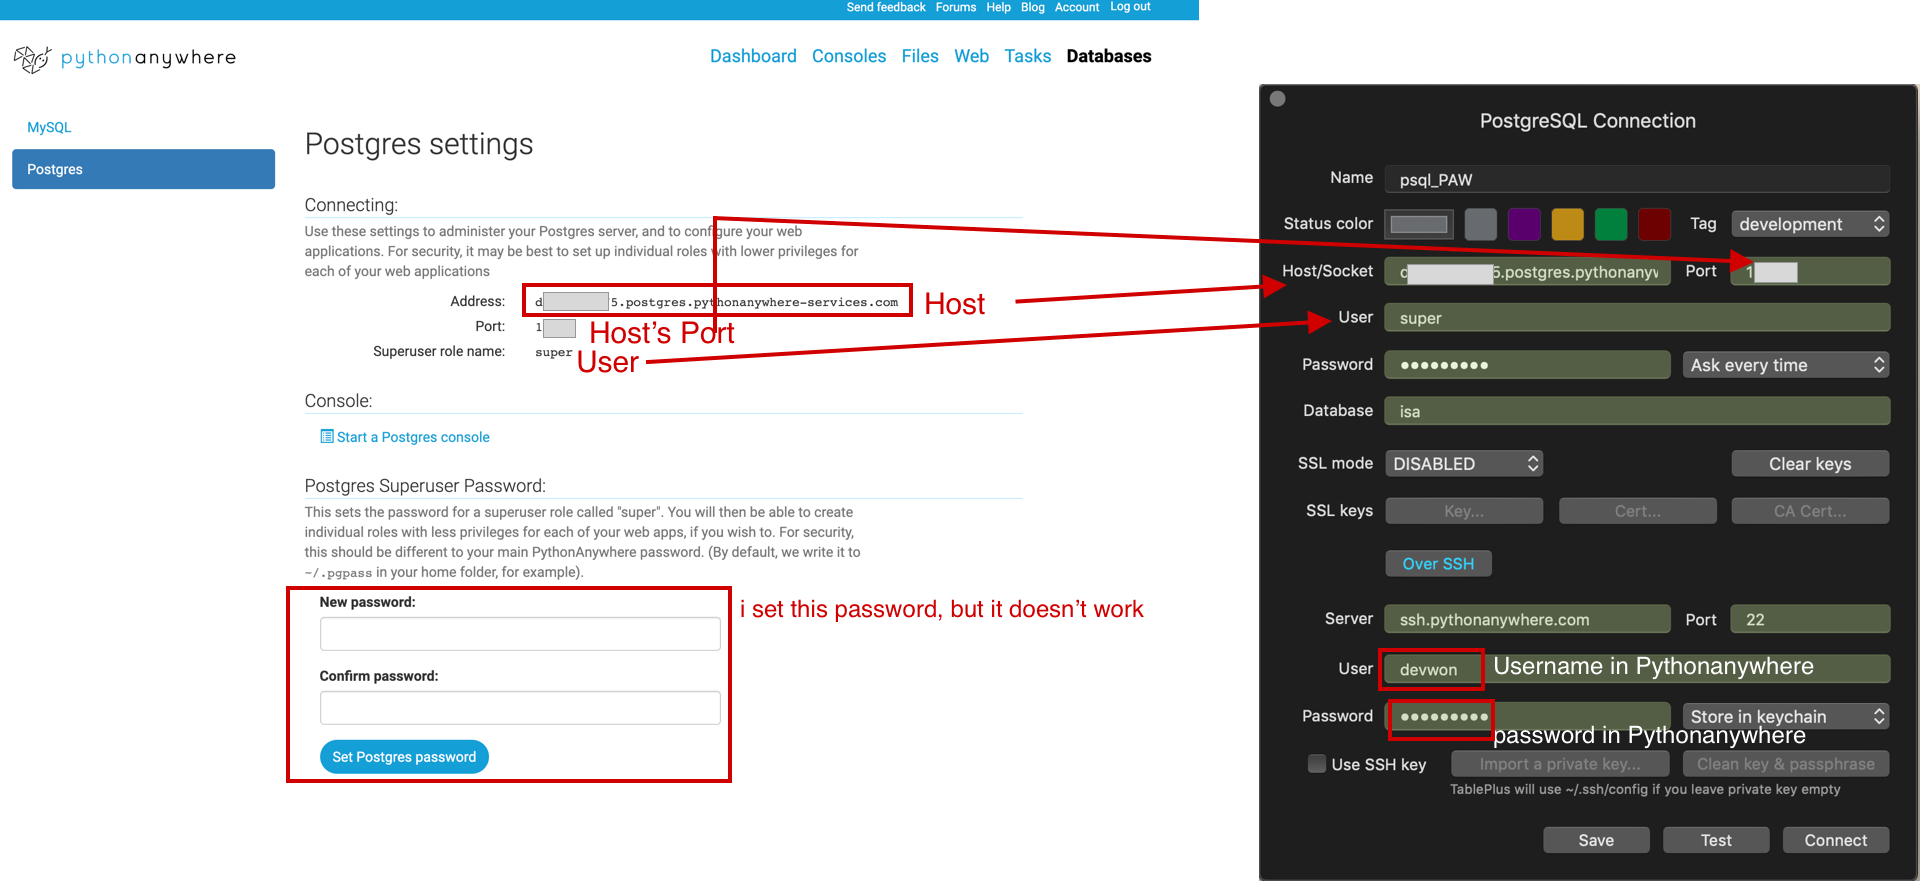 Send feedback Forums Help Blog Account Log out
pythonanywhere
Dashboard Consoles Files Web Tasks Databases
MySQL
Postgres
Postgres settings
Connecting:
Use these settings to administer your Postgres server, and to configure your web
applications. For security, it may be best to set up individual roles with lower privileges for
each of your web applications
Address: d 5.postgres.pythonanywhere-services.com Host
Port: 1 Host's Port
Superuser role name: super User
Console:
Start a Postgres console
Postgres Superuser Password:
This sets the password for a superuser role called "super". You will then be able to create
individual roles with less privileges for each of your web apps, if you wish to. For security,
this should be different to your main PythonAnywhere password. (By default, we write it to
~/.pgpass in your home folder, for example).
New password:
i set this password, but it doesn't work
Confirm password:
Set Postgres password
PostgreSQL Connection
Name psql_PAW
Status color Tag development
Host/Socket d 5.postgres.pythonanyw Port 1
User super
Password ••••••••• Ask every time
Database isa
SSL mode DISABLED Clear keys
SSL keys Key... Cert... CA Cert...
Over SSH
Server ssh.pythonanywhere.com Port 22
User devwon Username in Pythonanywhere
Password ••••••••• Store in keychain
password in Pythonanywhere
Use SSH key Import a private key... Clean key & passphrase
TablePlus will use ~/.ssh/config if you leave private key empty
Save Test Connect